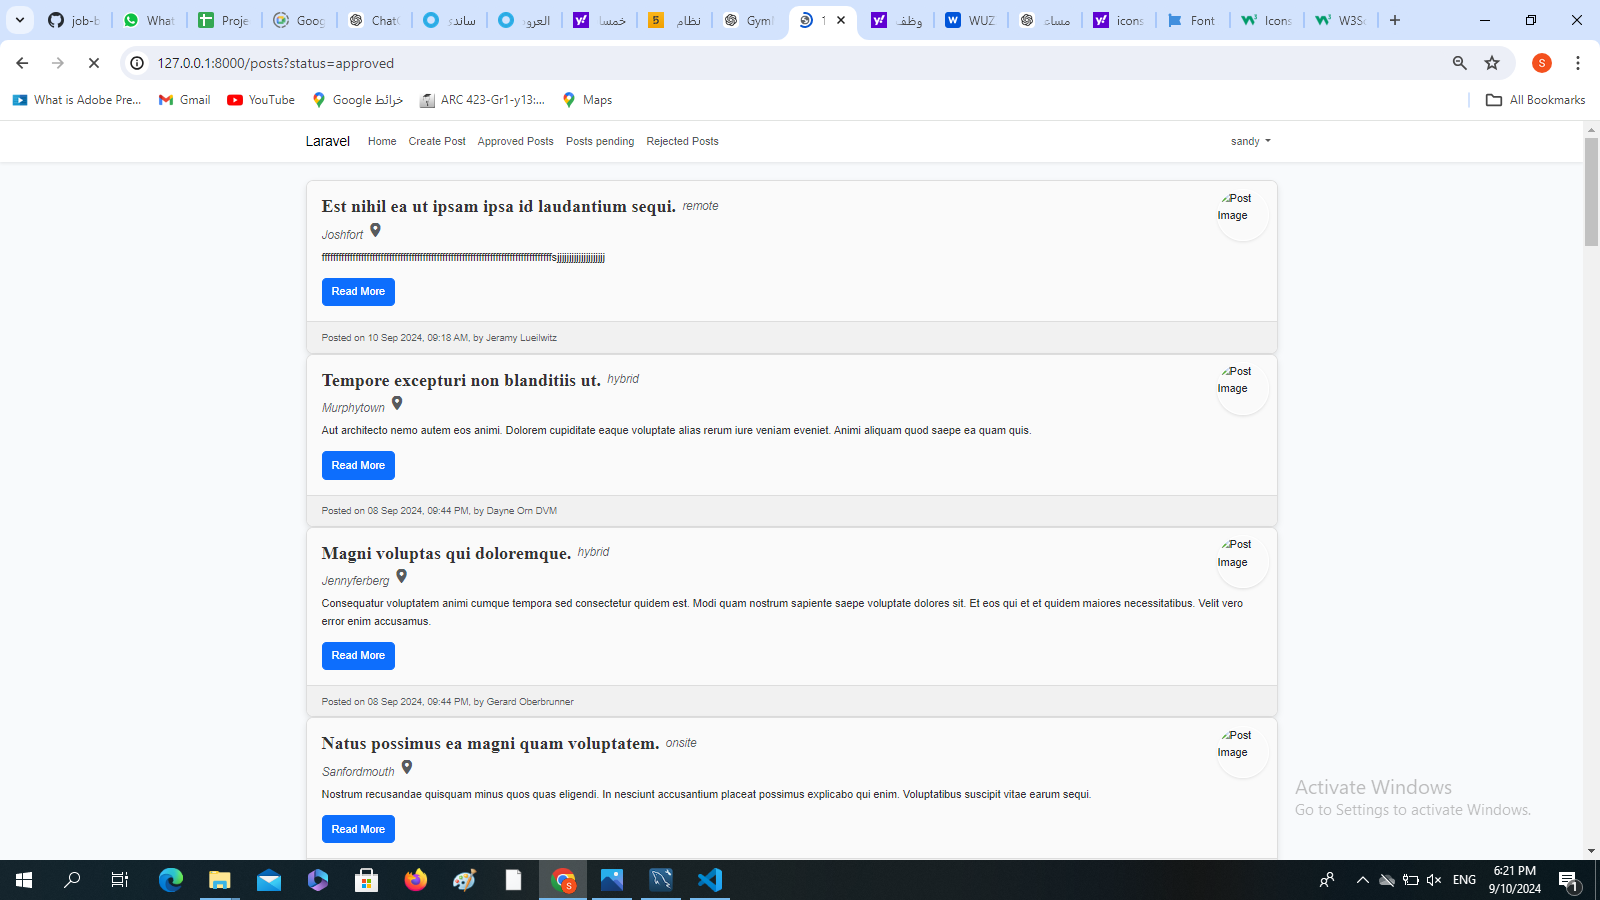 job-b
What
Proje
Goog
Chat
ساندء
العرود
خمسا
نظام
Gym
1
وظف
WUZ
مسات
icons
Font
Icons
W3Sc
127.0.0.1:8000/posts?status=approved
S
What is Adobe Pre...
Gmail
YouTube
Google خرائط
ARC 423-Gr1-y13:...
Maps
All Bookmarks
Laravel
Home
Create Post
Approved Posts
Posts pending
Rejected Posts
sandy
Est nihil ea ut ipsam ipsa id laudantium sequi. remote
Post Image
Joshfort
Read More
Posted on 10 Sep 2024, 09:18 AM, by Jeramy Lueilwitz
Tempore excepturi non blanditiis ut. hybrid
Post Image
Murphytown
Aut architecto nemo autem eos animi. Dolorem cupiditate eaque voluptate alias rerum iure veniam eveniet. Animi aliquam quod saepe ea quam quis.
Read More
Posted on 08 Sep 2024, 09:44 PM, by Dayne Orn DVM
Magni voluptas qui doloremque. hybrid
Post Image
Jennyferberg
Consequatur voluptatem animi cumque tempora sed consectetur quidem est. Modi quam nostrum sapiente saepe voluptate dolores sit. Et eos qui et et quidem maiores necessitatibus. Velit vero
error enim accusamus.
Read More
Posted on 08 Sep 2024, 09:44 PM, by Gerard Oberbrunner
Natus possimus ea magni quam voluptatem. onsite
Post Image
Sanfordmouth
Nostrum recusandae quisquam minus quos quas eligendi. In nesciunt accusantium placeat possimus explicabo qui enim. Voluptatibus suscipit vitae earum sequi.
Read More
Activate Windows
Go to Settings to activate Windows.
ENG
6:21 PM
9/10/2024
1